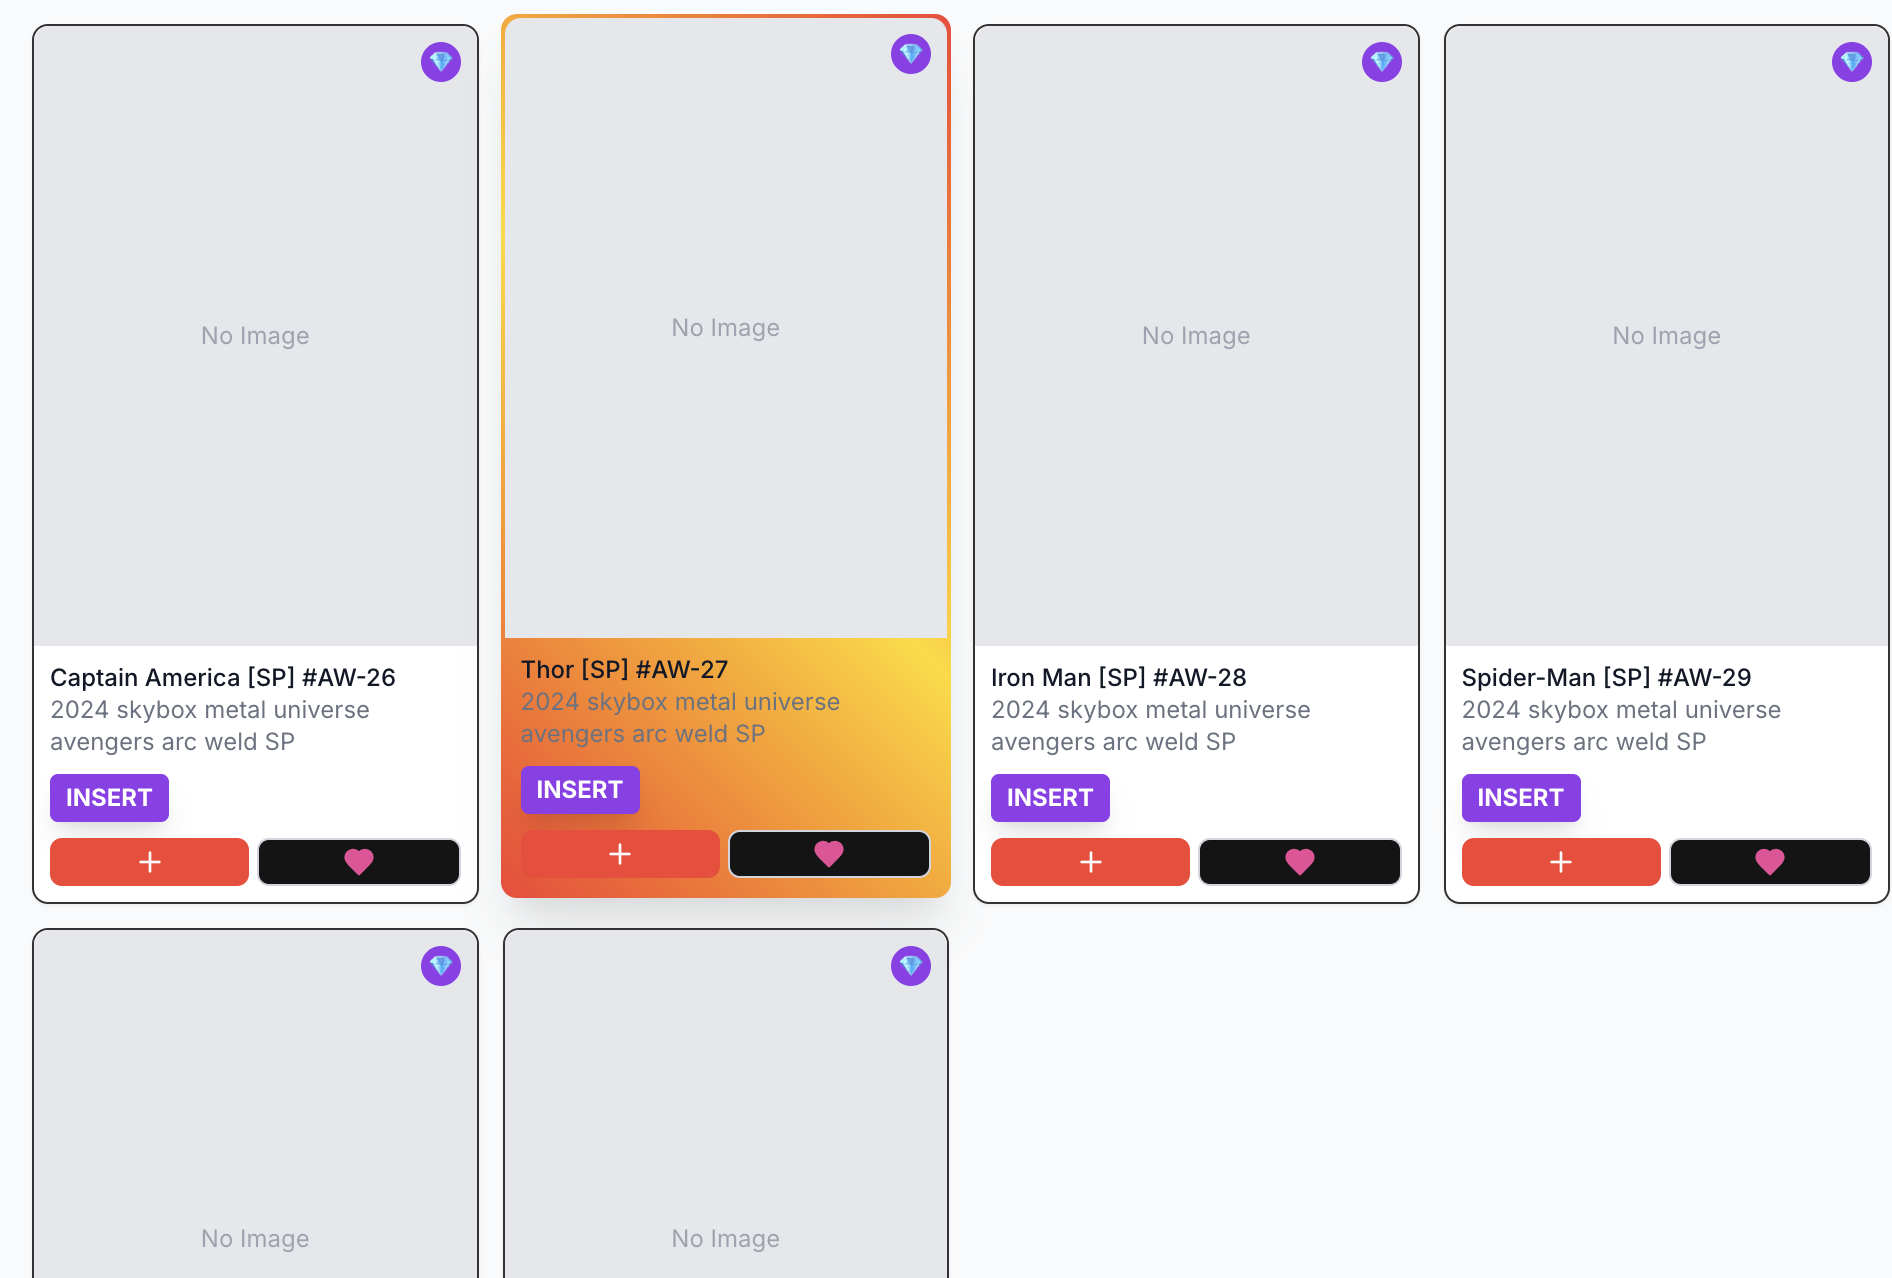 No Image
Captain America [SP] #AW-26
2024 skybox metal universe
avengers arc weld SP
INSERT
No Image
Thor [SP] #AW-27
2024 skybox metal universe
avengers arc weld SP
INSERT
No Image
Iron Man [SP] #AW-28
2024 skybox metal universe
avengers arc weld SP
INSERT
No Image
Spider-Man [SP] #AW-29
2024 skybox metal universe
avengers arc weld SP
INSERT
No Image
No Image